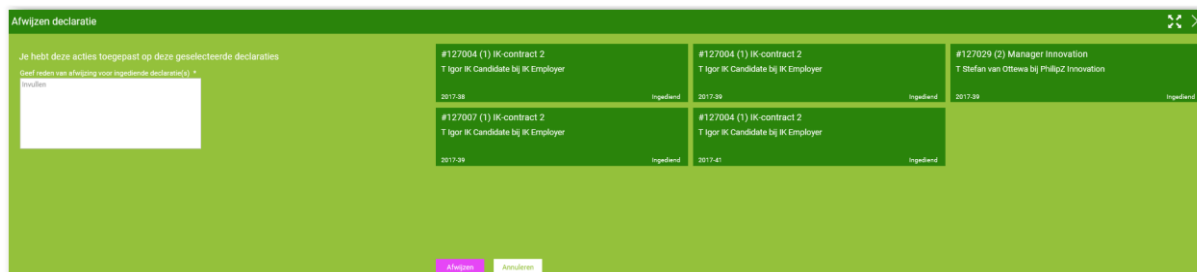 Afwijzen declaratie
Je hebt deze acties toegepast op deze geselecteerde declaraties
Geef reden van afwijzing voor ingediende declaratie(s) *
Invullen
#127004 (1) IK-contract 2
T Igor IK Candidate bij IK Employer
2017-38 Ingediend
#127004 (1) IK-contract 2
T Igor IK Candidate bij IK Employer
2017-39 Ingediend
#127029 (2) Manager Innovation
T Stefan van Ottewa bij PhilipZ Innovation
2017-39 Ingediend
#127007 (1) IK-contract 2
T Igor IK Candidate bij IK Employer
2017-39 Ingediend
#127004 (1) IK-contract 2
T Igor IK Candidate bij IK Employer
2017-41 Ingediend
Afwijzen Annuleren